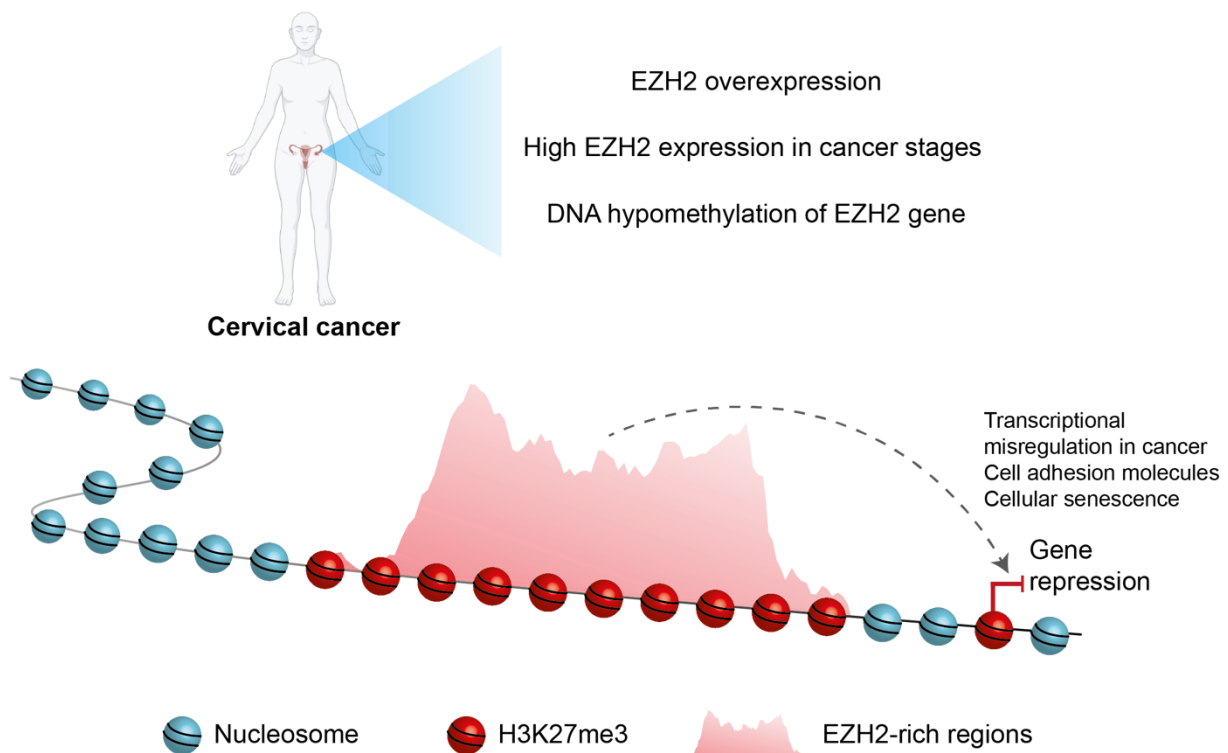 EZH2 overexpression
High EZH2 expression in cancer stages
DNA hypomethylation of EZH2 gene
Cervical cancer
Transcriptional
misregulation in cancer
Cell adhesion molecules
Cellular senescence
Gene
repression
Nucleosome
H3K27me3
EZH2-rich regions